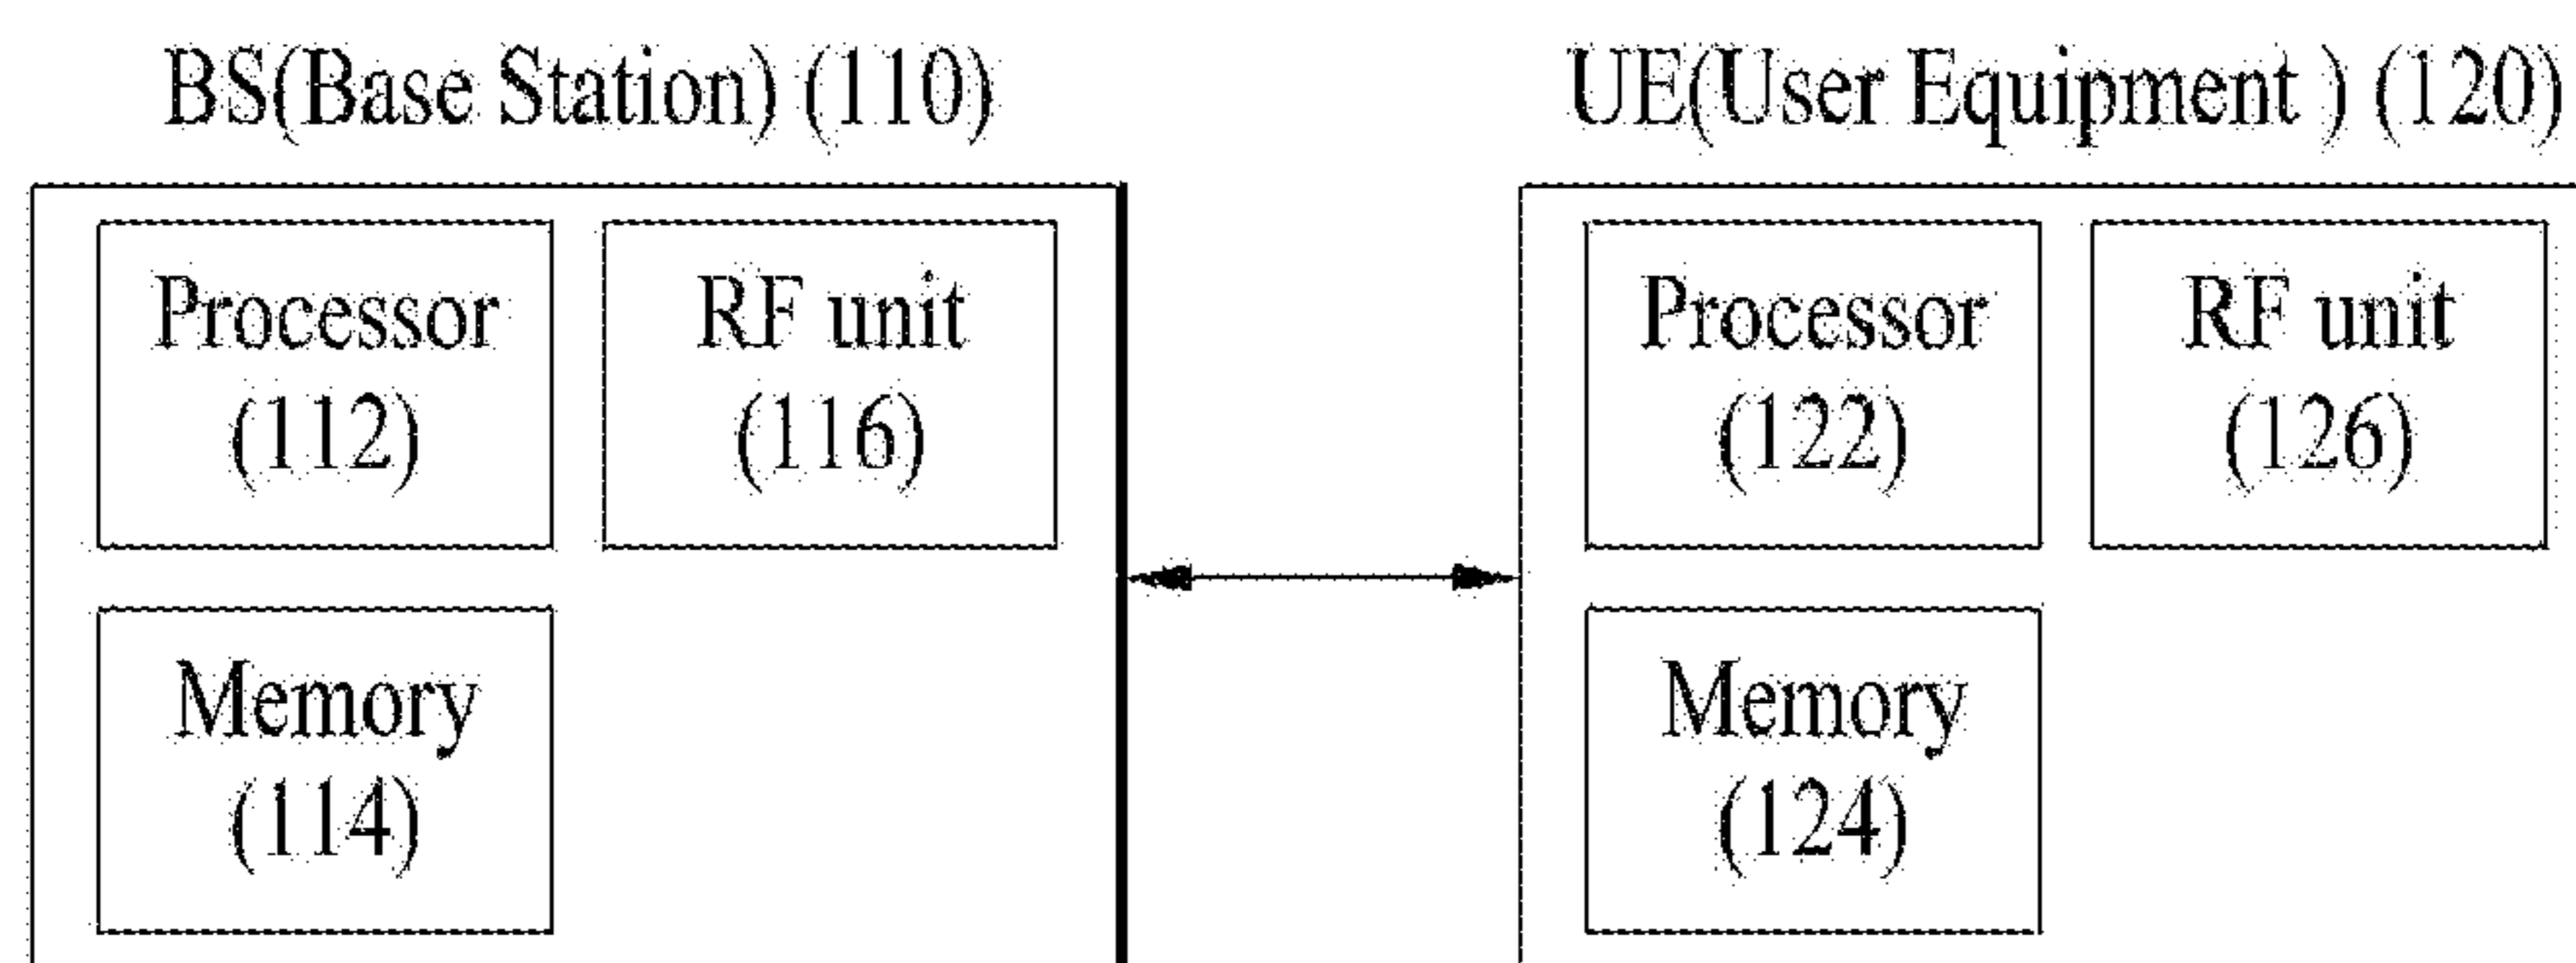 BS(Base Station) (110)
UE(User Equipment ) (120)
Processor
(112)
RF unit
(116)
Memory
(114)
Processor
(122)
RF unit
(126)
Memory
(124)